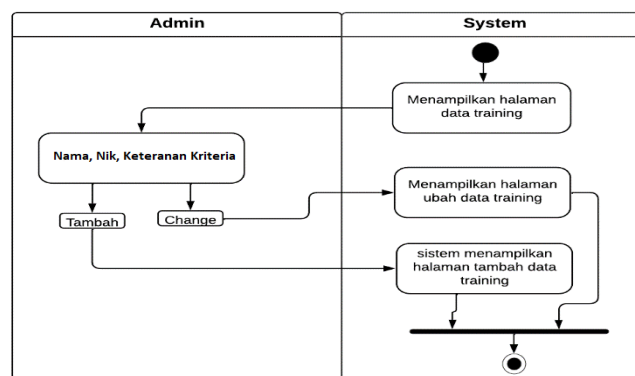 Admin
System
Menampilkan halaman
data training
Nama, Nik, Keteranan Kriteria
Tambah
Change
Menampilkan halaman
ubah data training
sistem menampilkan
halaman tambah data
training